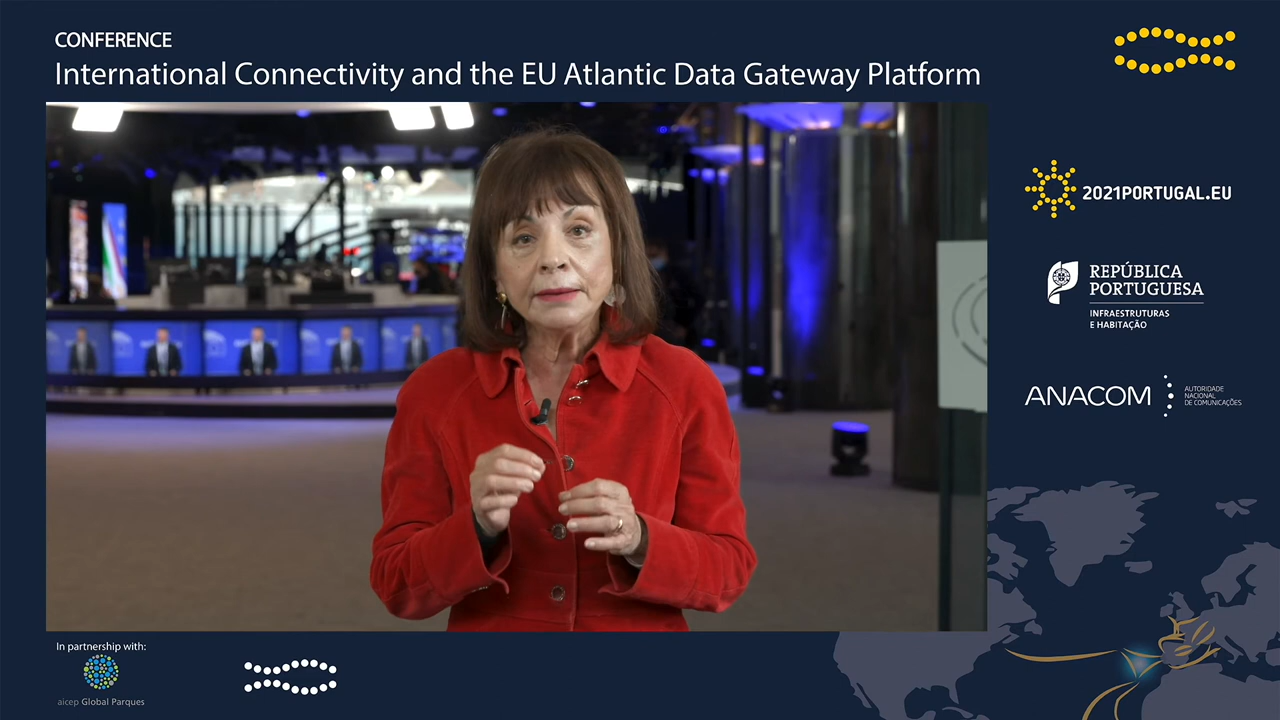 CONFERENCE
International Connectivity and the EU Atlantic Data Gateway Platform
2021PORTUGAL.EU
REPÚBLICA
PORTUGUESA
INFRAESTRUTURAS
E HABITAÇÃO
ANACOM
AUTORIDADE
NACIONAL
DE COMUNICAÇÕES
In partnership with:
aicep Global Parques